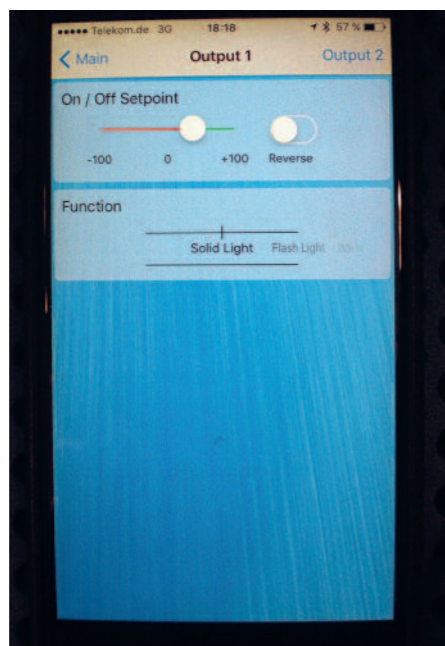 Telekom.de 3G 18:18 57 %
Main Output 1 Output 2
On / Off Setpoint
-100 0 +100 Reverse
Function
Solid Light Flash Light